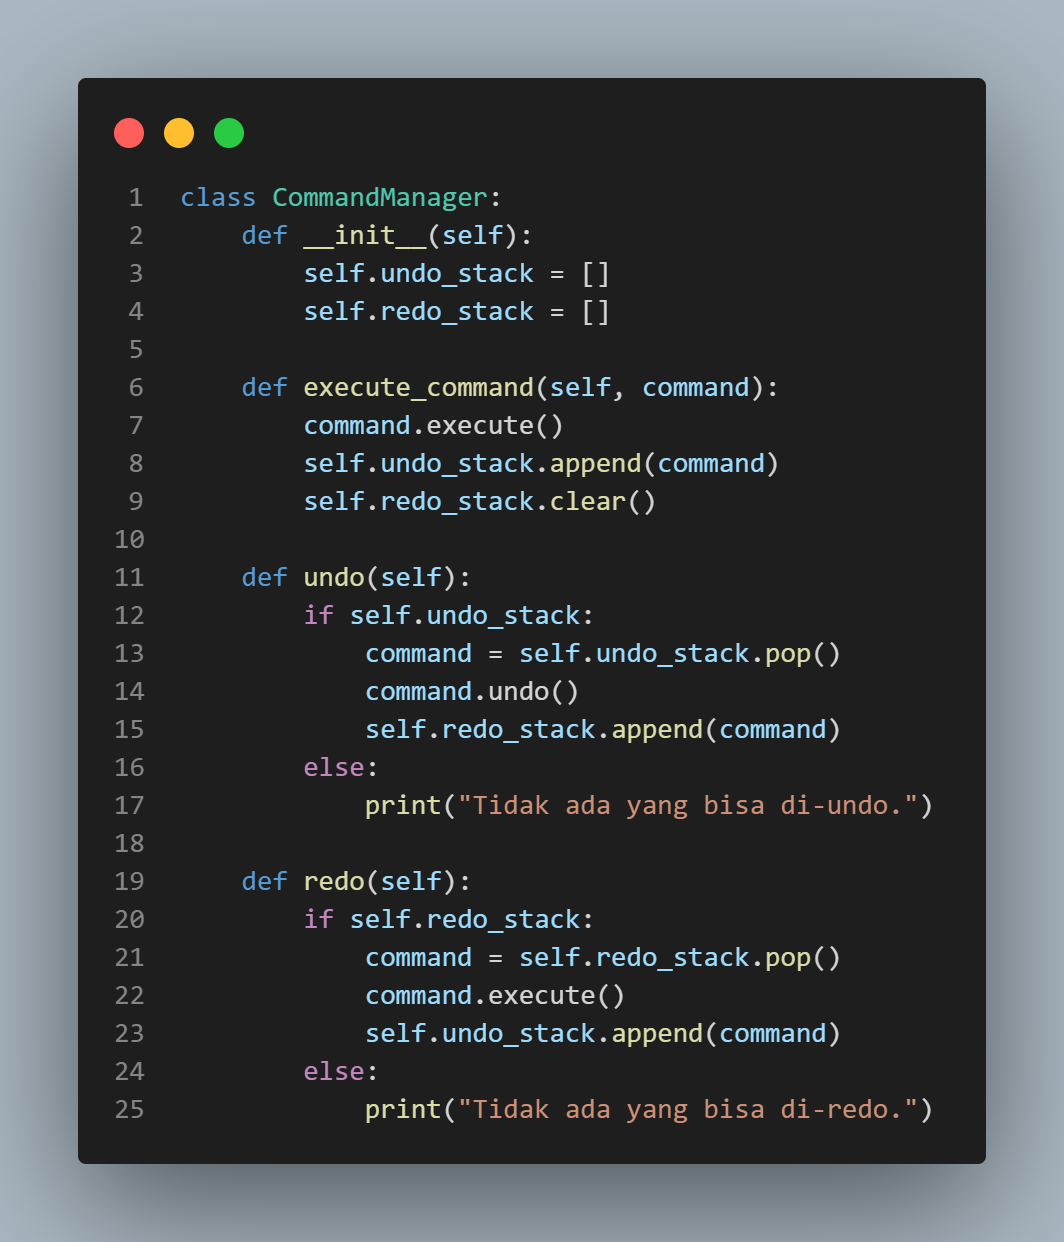 1 class CommandManager:
2     def __init__(self):
3         self.undo_stack = []
4         self.redo_stack = []
5
6     def execute_command(self, command):
7         command.execute()
8         self.undo_stack.append(command)
9         self.redo_stack.clear()
10
11     def undo(self):
12         if self.undo_stack:
13             command = self.undo_stack.pop()
14             command.undo()
15             self.redo_stack.append(command)
16         else:
17             print("Tidak ada yang bisa di-undo.")
18
19     def redo(self):
20         if self.redo_stack:
21             command = self.redo_stack.pop()
22             command.execute()
23             self.undo_stack.append(command)
24         else:
25             print("Tidak ada yang bisa di-redo.")